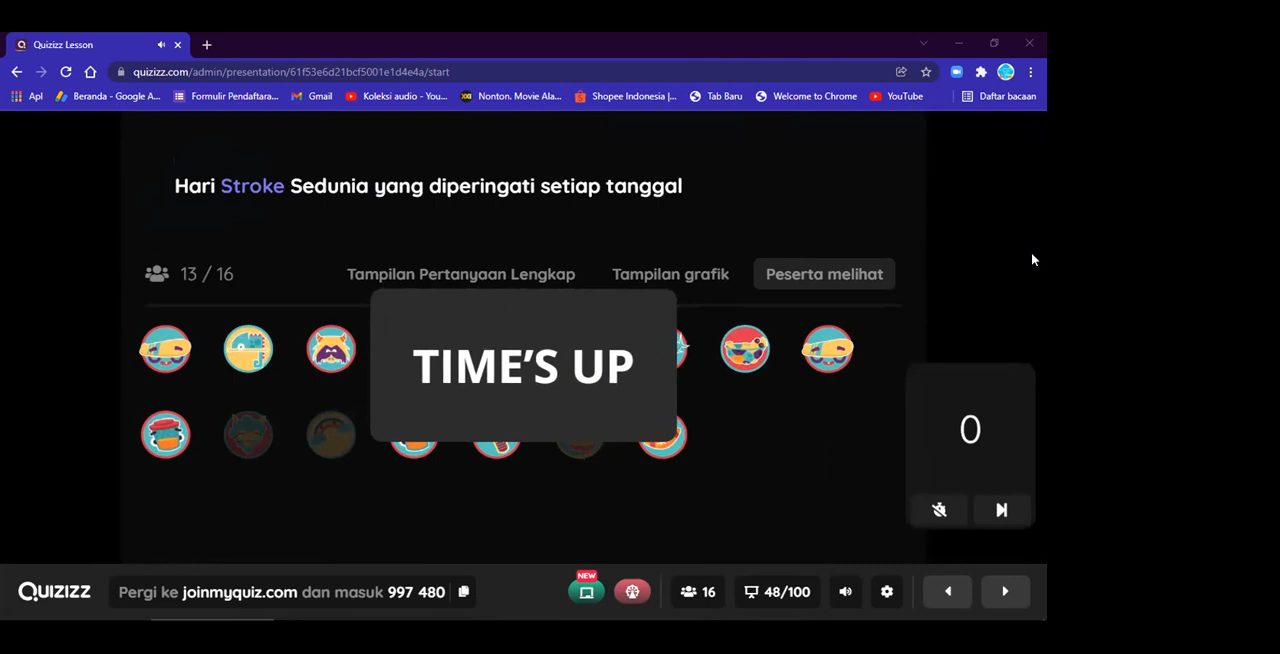 Quizizz Lesson
quizizz.com/admin/presentation/61f53e6d21bcf5001e1d4e4a/start
Apl Beranda - Google A... Formulir Pendaftara... Gmail Koleksi audio - You... Nonton. Movie Ala... Shopee Indonesia |... Tab Baru Welcome to Chrome YouTube Daftar bacaan
Hari Stroke Sedunia yang diperingati setiap tanggal
13 / 16 Tampilan Pertanyaan Lengkap Tampilan grafik Peserta melihat
TIME'S UP
0
NEW
QUIZIZZ Pergi ke joinmyquiz.com dan masuk 997 480 16 48/100